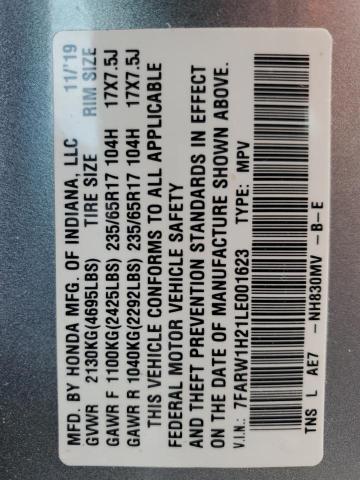 MFD. BY HONDA MFG. OF INDIANA, LLC 11/'19
GVWR 2130KG(4695LBS) TIRE SIZE RIM SIZE
GAWR F 1100KG(2425LBS) 235/65R17 104H 17X7.5J
GAWR R 1040KG(2292LBS) 235/65R17 104H 17X7.5J
THIS VEHICLE CONFORMS TO ALL APPLICABLE
FEDERAL MOTOR VEHICLE SAFETY
AND THEFT PREVENTION STANDARDS IN EFFECT
ON THE DATE OF MANUFACTURE SHOWN ABOVE.
V.I.N.: 7FARW1H21LE001623 TYPE: MPV
TNS L AE7 -NH830MV -B-E